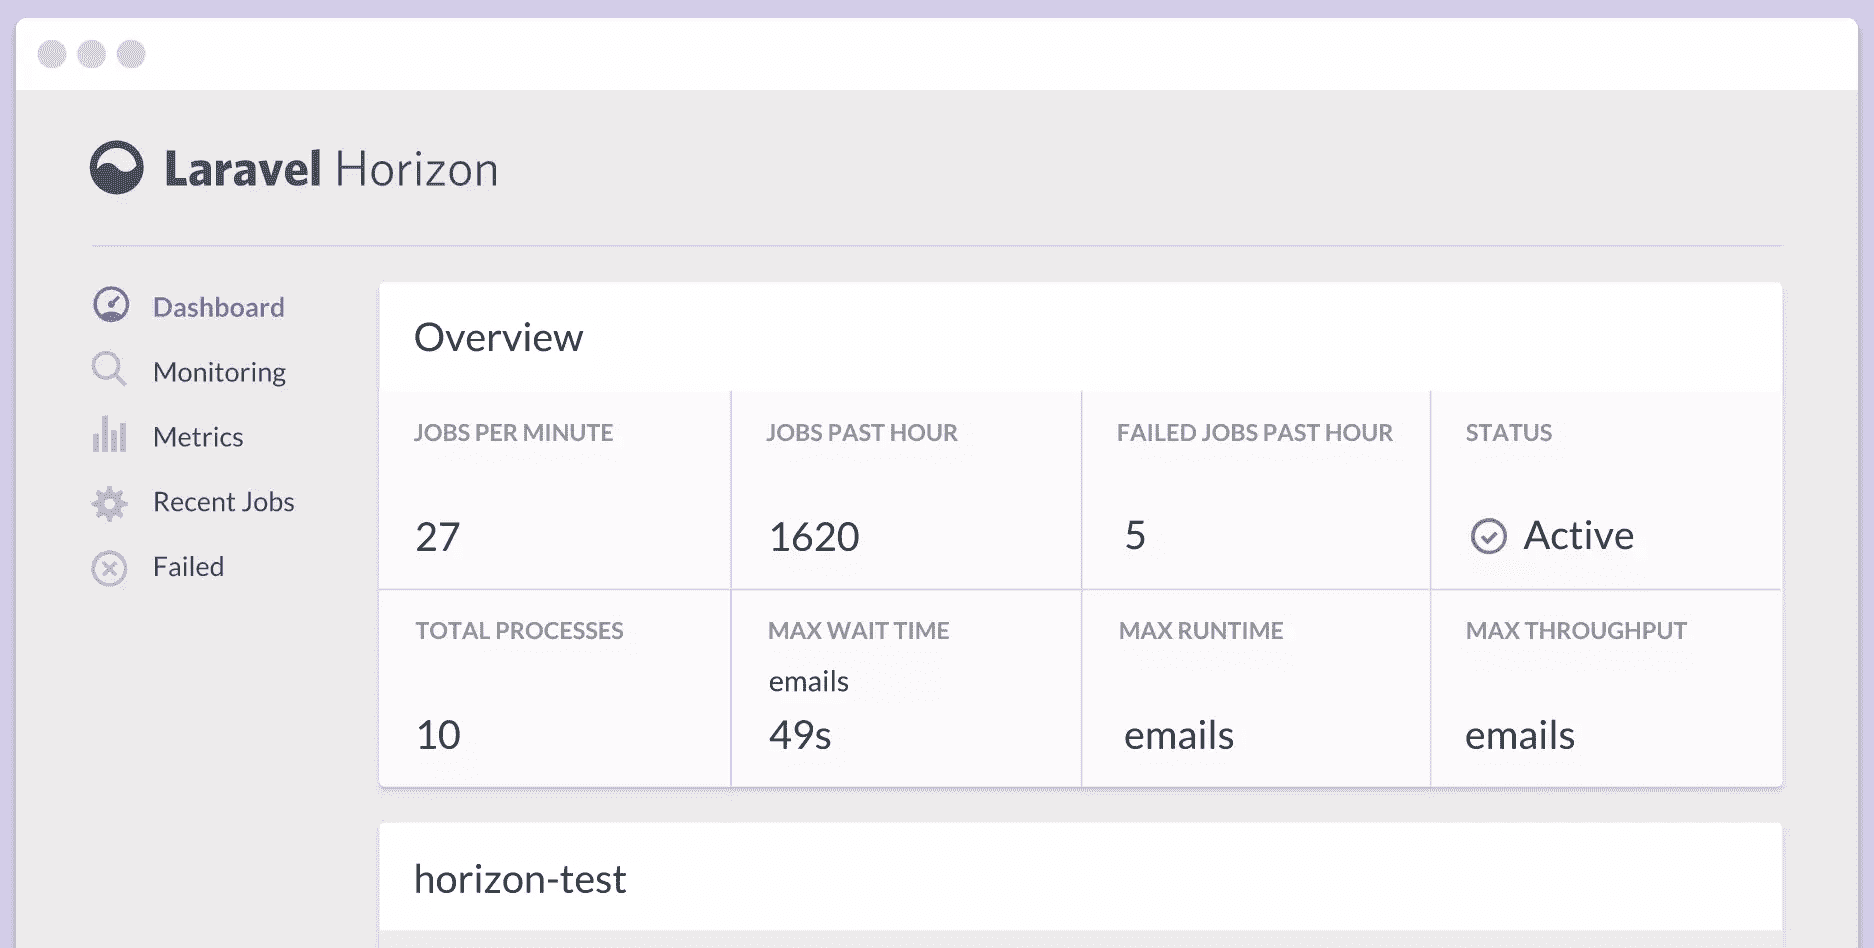 Laravel Horizon
Dashboard
Monitoring
Metrics
Recent Jobs
Failed
Overview
JOBS PER MINUTE
27
JOBS PAST HOUR
1620
FAILED JOBS PAST HOUR
5
STATUS
Active
TOTAL PROCESSES
10
MAX WAIT TIME
emails
49s
MAX RUNTIME
emails
MAX THROUGHPUT
emails
horizon-test